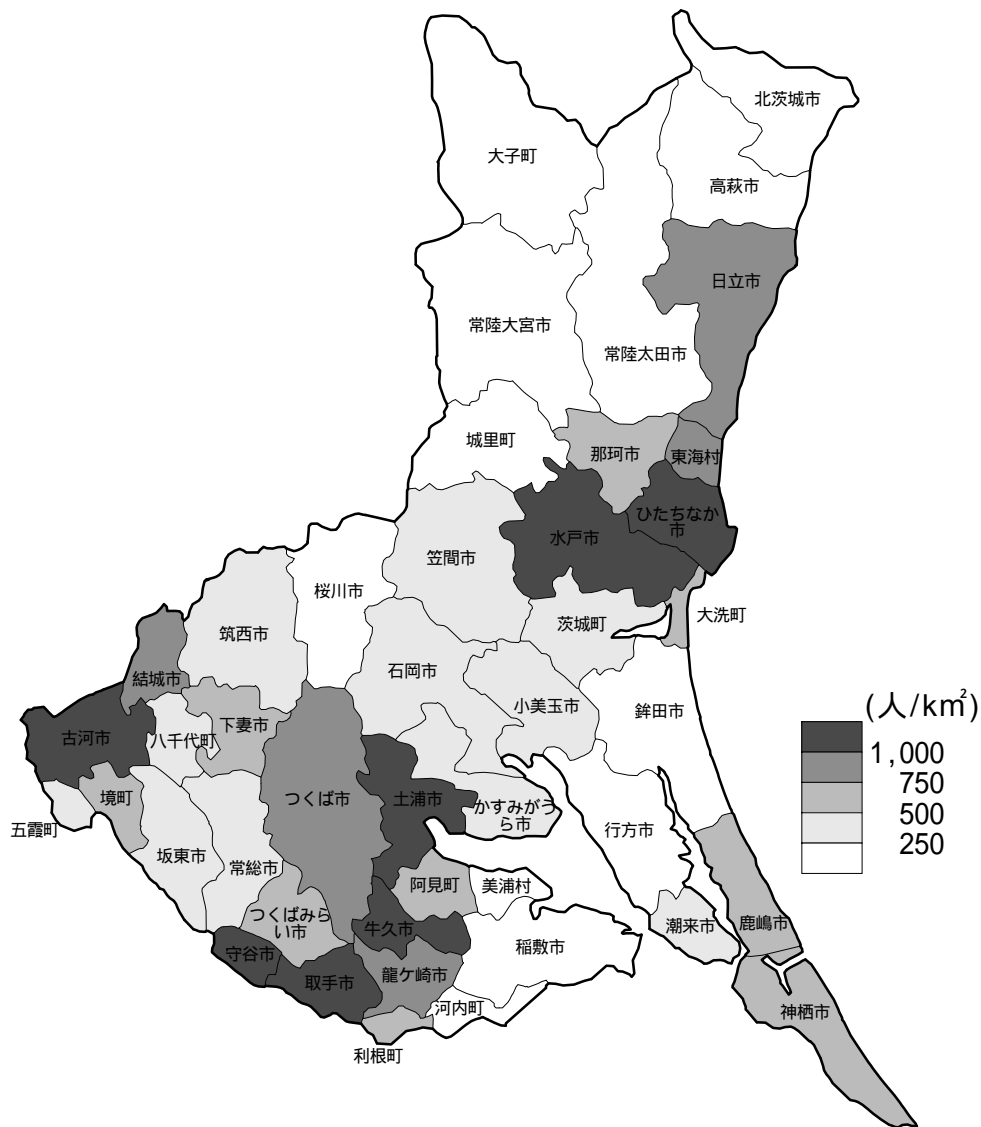 北茨城市
大子町
高萩市
日立市
常陸大宮市
常陸太田市
城里町
那珂市
東海村
ひたちなか
市
水戸市
笠間市
桜川市
大洗町
茨城町
筑西市
石岡市
結城市
小美玉市
鉾田市
下妻市
古河市
八千代町
(人/km²)
1,000
750
500
250
境町
つくば市
土浦市
かすみがう
ら市
五霞町
行方市
坂東市
常総市
阿見町
美浦村
つくばみら
い市
牛久市
潮来市
鹿嶋市
稲敷市
守谷市
取手市
龍ケ崎市
河内町
神栖市
利根町